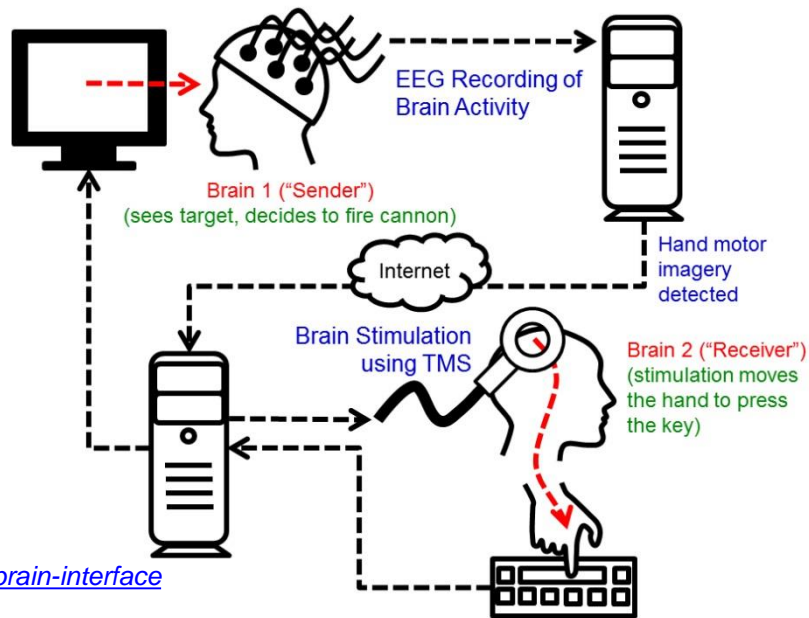 EEG Recording of
Brain Activity
Brain 1 (“Sender”)
(sees target, decides to fire cannon)
Internet
Hand motor
imagery
detected
Brain Stimulation
using TMS
Brain 2 (“Receiver”)
(stimulation moves
the hand to press
the key)
brain-interface